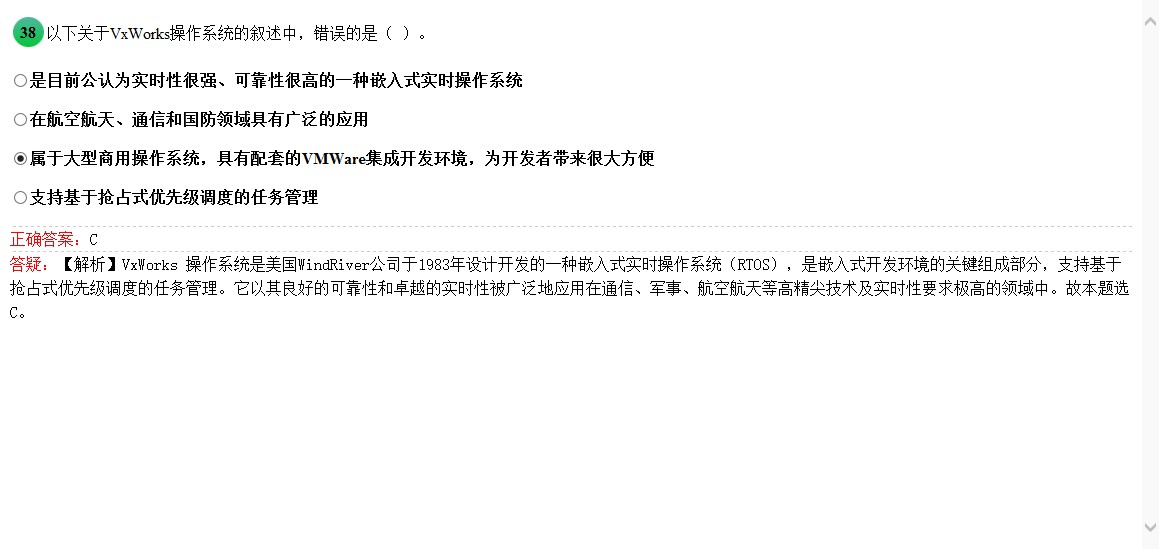 38 以下关于VxWorks操作系统的叙述中，错误的是（ ）。
是目前公认为实时性很强、可靠性很高的一种嵌入式实时操作系统
在航空航天、通信和国防领域具有广泛的应用
属于大型商用操作系统，具有配套的VMWare集成开发环境，为开发者带来很大方便
支持基于抢占式优先级调度的任务管理
正确答案：C
答疑：【解析】VxWorks 操作系统是美国WindRiver公司于1983年设计开发的一种嵌入式实时操作系统（RTOS），是嵌入式开发环境的关键组成部分，支持基于
抢占式优先级调度的任务管理。它以其良好的可靠性和卓越的实时性被广泛地应用在通信、军事、航空航天等高精尖技术及实时性要求极高的领域中。故本题选
C。